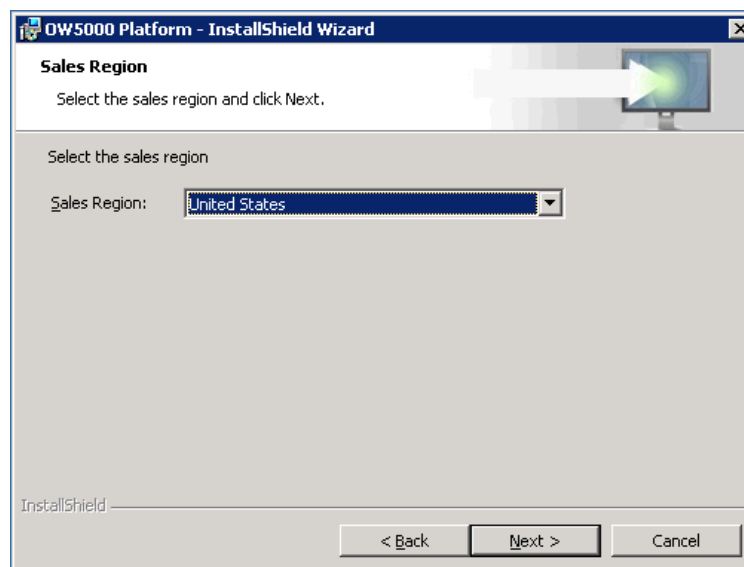 OW5000 Platform - InstallShield Wizard
Sales Region
Select the sales region and click Next.
Select the sales region
Sales Region: United States
InstallShield
< Back Next > Cancel